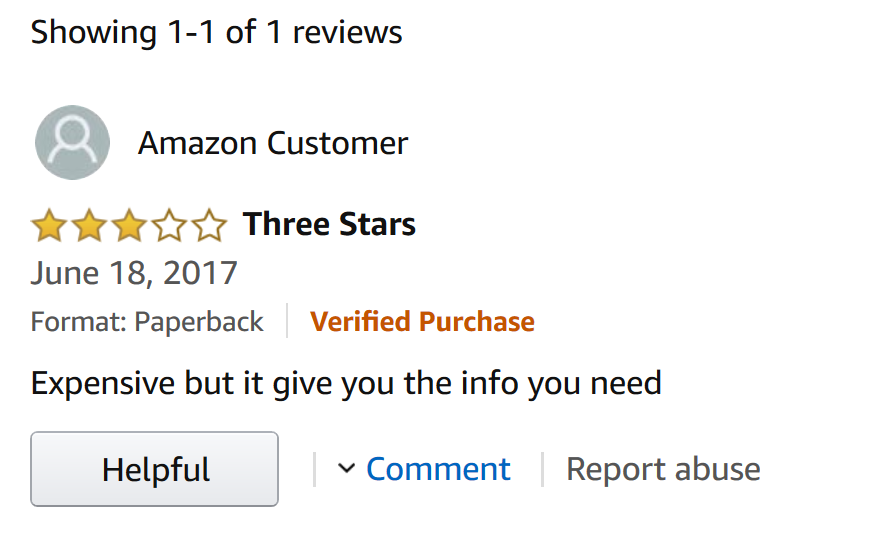 Showing 1-1 of 1 reviews
Amazon Customer
Three Stars
June 18, 2017
Format: Paperback Verified Purchase
Expensive but it give you the info you need
Helpful Comment Report abuse